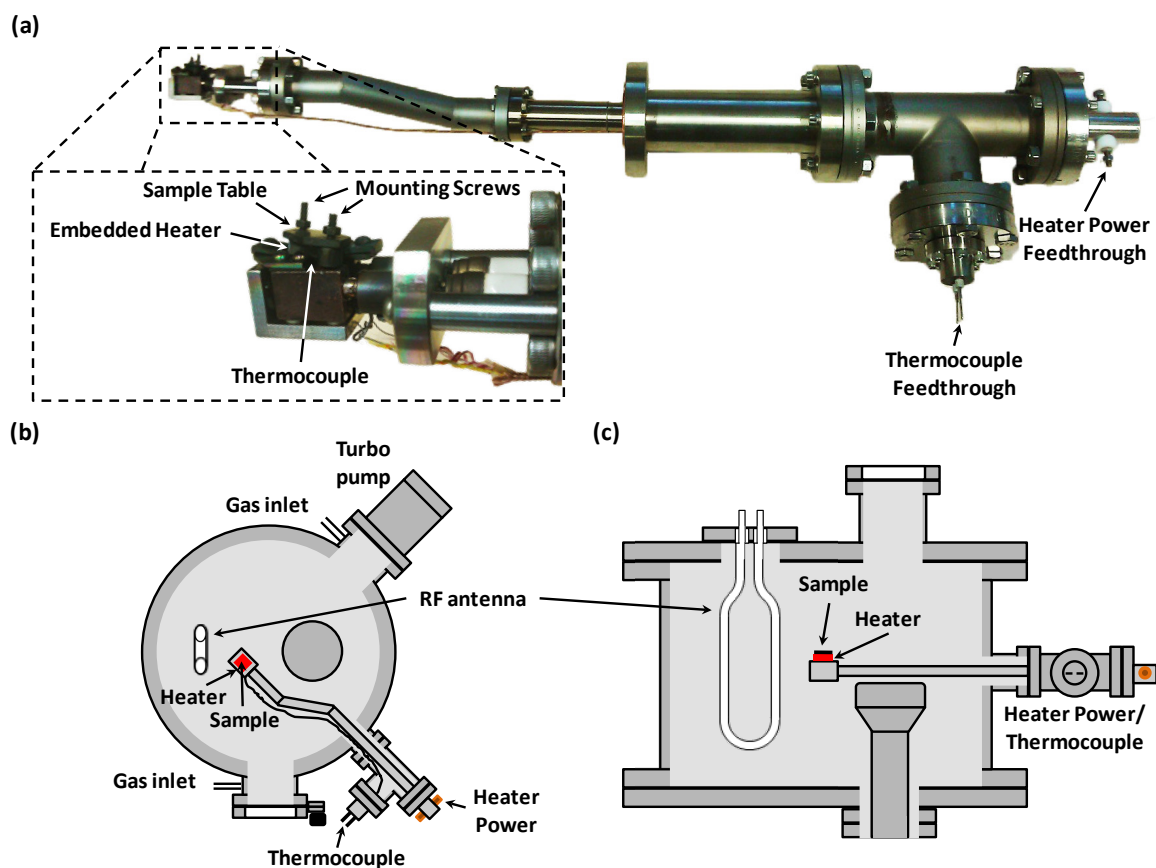 (a)
Sample Table
Mounting Screws
Embedded Heater
Thermocouple
Heater Power
Feedthrough
Thermocouple
Feedthrough
(b)
Turbo
pump
Gas inlet
RF antenna
Heater
Sample
Gas inlet
Heater
Power
Thermocouple
(c)
Sample
Heater
Heater Power/
Thermocouple